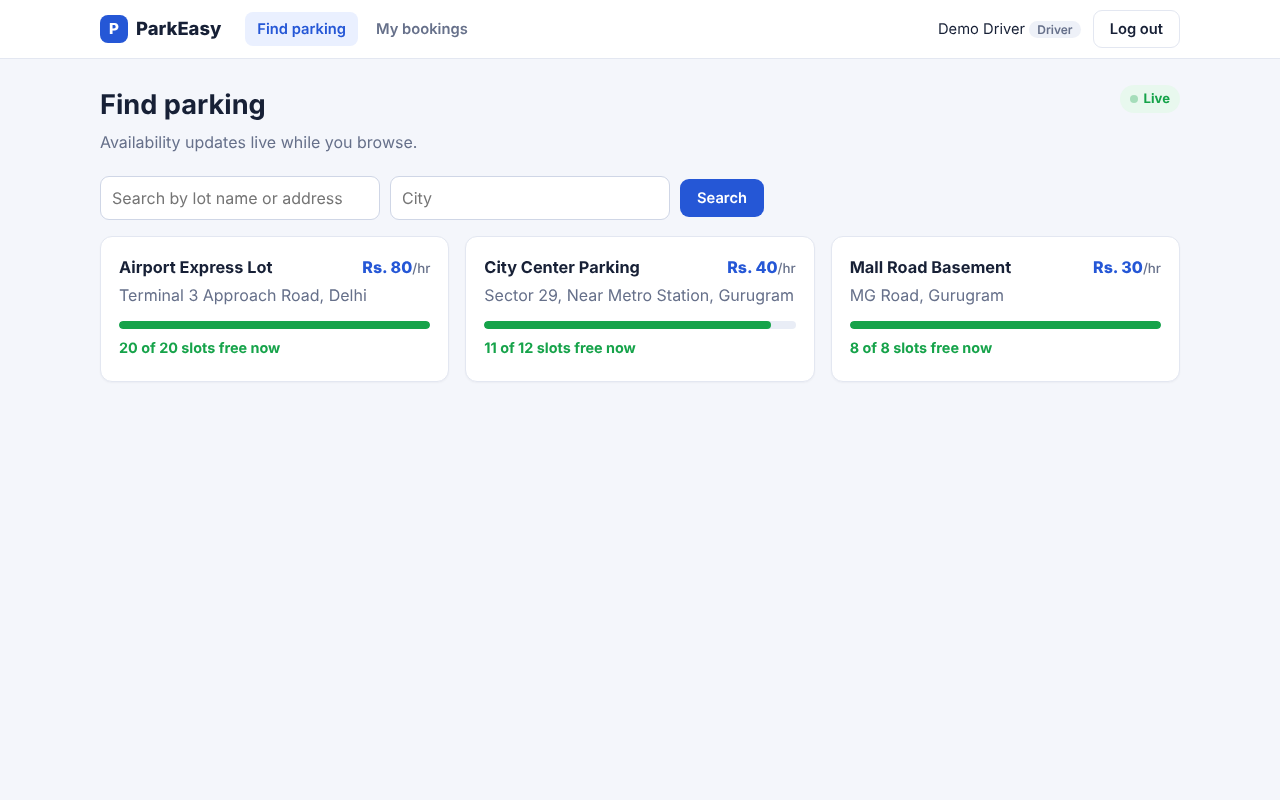 P ParkEasy Find parking My bookings Demo Driver Driver Log out
Find parking
Live
Availability updates live while you browse.
Search by lot name or address City Search
Airport Express Lot Rs. 80/hr
Terminal 3 Approach Road, Delhi
20 of 20 slots free now
City Center Parking Rs. 40/hr
Sector 29, Near Metro Station, Gurugram
11 of 12 slots free now
Mall Road Basement Rs. 30/hr
MG Road, Gurugram
8 of 8 slots free now